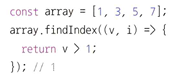 const array = [1, 3, 5, 7];
array.findIndex((v, i) => {
  return v > 1;
}); // 1